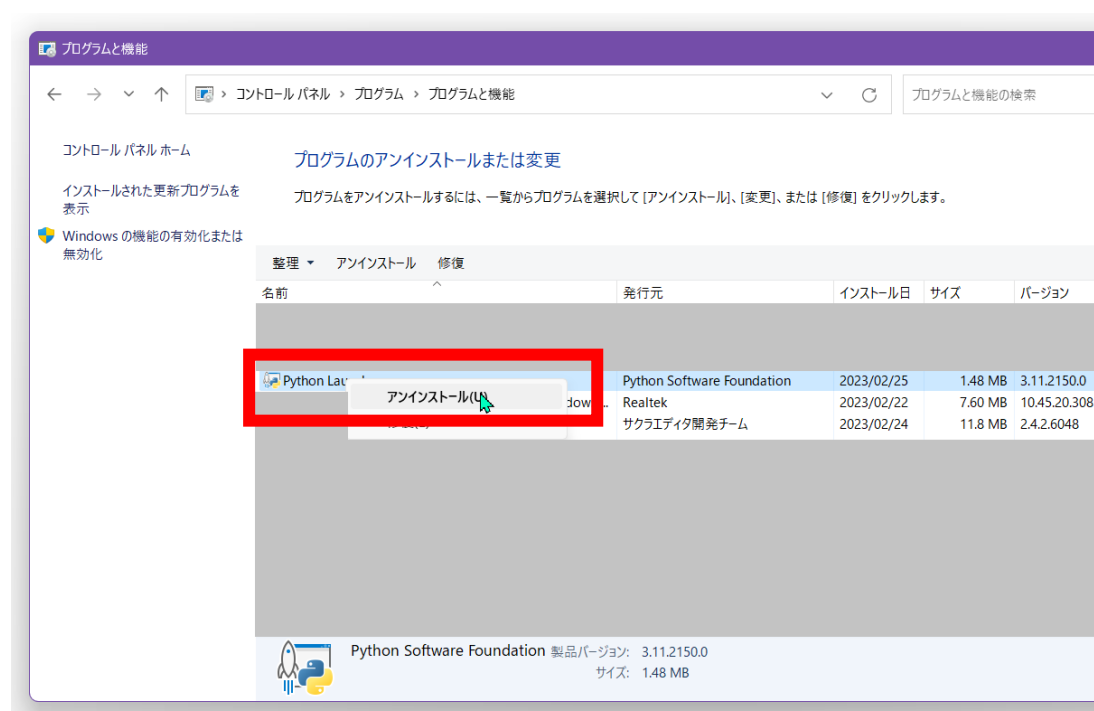 プログラムと機能
コントロール パネル › プログラム › プログラムと機能
プログラムと機能の検索
コントロール パネル ホーム
インストールされた更新プログラムを
表示
Windows の機能の有効化または
無効化
プログラムのアンインストールまたは変更
プログラムをアンインストールするには、一覧からプログラムを選択して [アンインストール]、[変更]、または [修復] をクリックします。
整理 アンインストール 修復
名前 発行元 インストール日 サイズ バージョン
Python Python Software Foundation 2023/02/25 1.48 MB 3.11.2150.0
アンインストール(U)
Realtek 2023/02/22 7.60 MB 10.45.20.308
サクラエディタ開発チーム 2023/02/24 11.8 MB 2.4.2.6048
Python Software Foundation 製品バージョン: 3.11.2150.0
サイズ: 1.48 MB